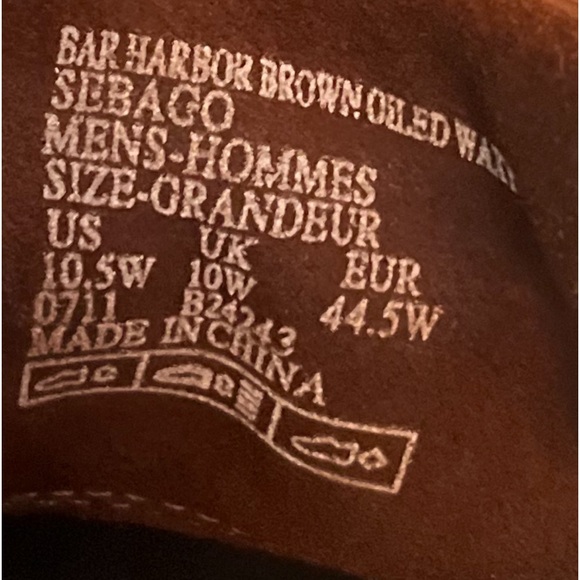 BAR HARBOR BROWN OILED WAXY
SEBAGO
MENS-HOMMES
SIZE-GRANDEUR
US UK EUR
10.5W 10W 44.5W
0711 B24243
MADE IN CHINA